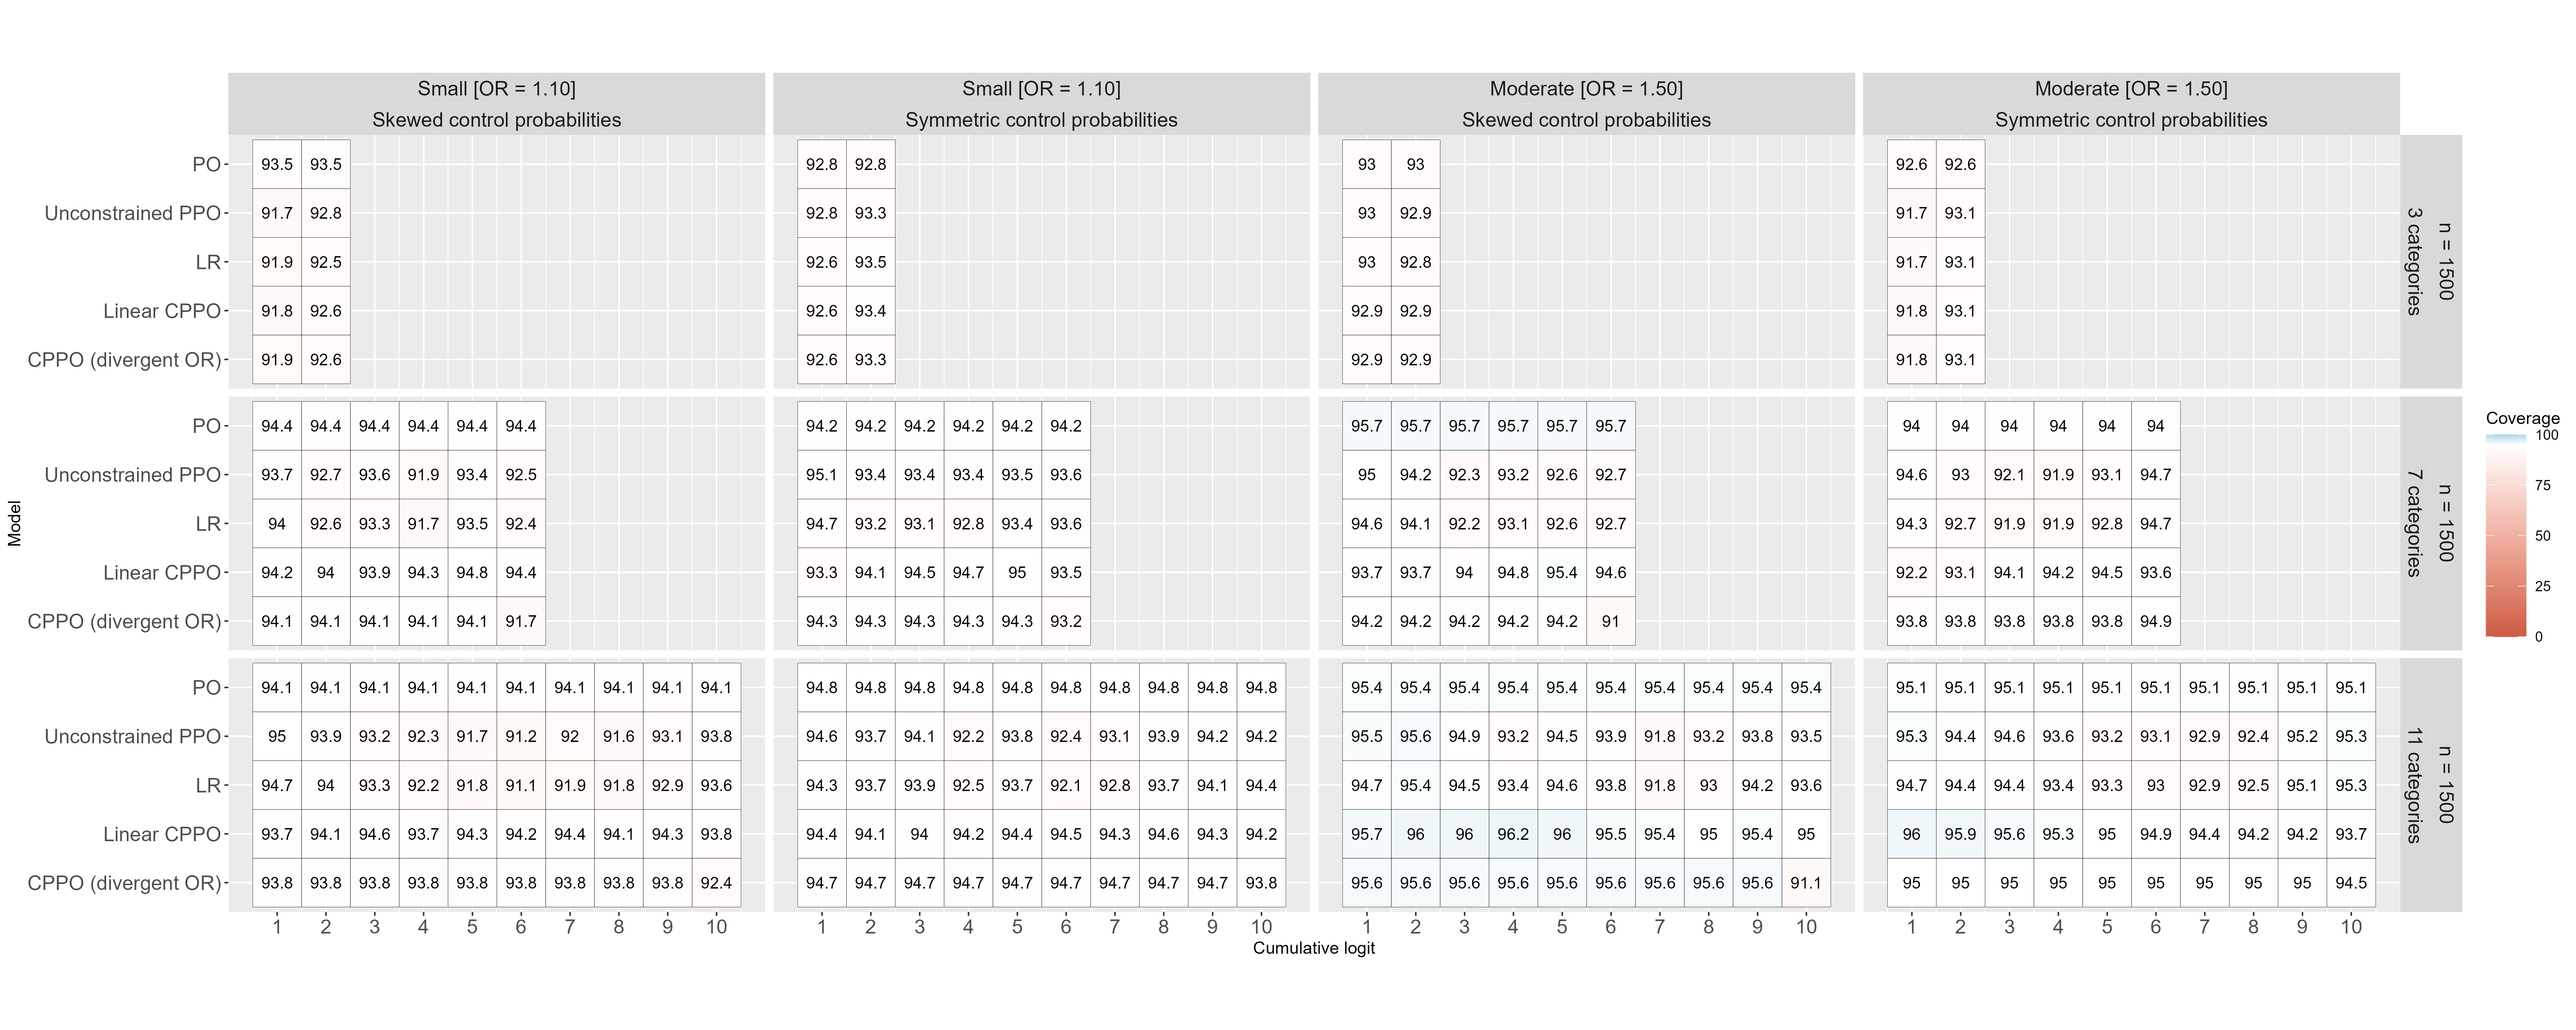 Small [OR = 1.10] Small [OR = 1.10] Moderate [OR = 1.50] Moderate [OR = 1.50]
Skewed control probabilities Symmetric control probabilities Skewed control probabilities Symmetric control probabilities
PO 93.5 93.5 92.8 92.8 93 93 92.6 92.6
Unconstrained PPO 91.7 92.8 92.8 93.3 93 92.9 91.7 93.1
LR 91.9 92.5 92.6 93.5 93 92.8 91.7 93.1
Linear CPPO 91.8 92.6 92.6 93.4 92.9 92.9 91.8 93.1
CPPO (divergent OR) 91.9 92.6 92.6 93.3 92.9 92.9 91.8 93.1
n = 1500
3 categories
PO 94.4 94.4 94.4 94.4 94.4 94.4 94.2 94.2 94.2 94.2 94.2 94.2 95.7 95.7 95.7 95.7 95.7 95.7 94 94 94 94 94 94
Unconstrained PPO 93.7 92.7 93.6 91.9 93.4 92.5 95.1 93.4 93.4 93.4 93.5 93.6 95 94.2 92.3 93.2 92.6 92.7 94.6 93 92.1 91.9 93.1 94.7
LR 94 92.6 93.3 91.7 93.5 92.4 94.7 93.2 93.1 92.8 93.4 93.6 94.6 94.1 92.2 93.1 92.6 92.7 94.3 92.7 91.9 91.9 92.8 94.7
Linear CPPO 94.2 94 93.9 94.3 94.8 94.4 93.3 94.1 94.5 94.7 95 93.5 93.7 93.7 94 94.8 95.4 94.6 92.2 93.1 94.1 94.2 94.5 93.6
CPPO (divergent OR) 94.1 94.1 94.1 94.1 94.1 91.7 94.3 94.3 94.3 94.3 94.3 93.2 94.2 94.2 94.2 94.2 94.2 91 93.8 93.8 93.8 93.8 93.8 94.9
n = 1500
7 categories
PO 94.1 94.1 94.1 94.1 94.1 94.1 94.1 94.1 94.1 94.1 94.8 94.8 94.8 94.8 94.8 94.8 94.8 94.8 94.8 94.8 95.4 95.4 95.4 95.4 95.4 95.4 95.4 95.4 95.4 95.4 95.1 95.1 95.1 95.1 95.1 95.1 95.1 95.1 95.1 95.1
Unconstrained PPO 95 93.9 93.2 92.3 91.7 91.2 92 91.6 93.1 93.8 94.6 93.7 94.1 92.2 93.8 92.4 93.1 93.9 94.2 94.2 95.5 95.6 94.9 93.2 94.5 93.9 91.8 93.2 93.8 93.5 95.3 94.4 94.6 93.6 93.2 93.1 92.9 92.4 95.2 95.3
LR 94.7 94 93.3 92.2 91.8 91.1 91.9 91.8 92.9 93.6 94.3 93.7 93.9 92.5 93.7 92.1 92.8 93.7 94.1 94.4 94.7 95.4 94.5 93.4 94.6 93.8 91.8 93 94.2 93.6 94.7 94.4 94.4 93.4 93.3 93 92.9 92.5 95.1 95.3
Linear CPPO 93.7 94.1 94.6 93.7 94.3 94.2 94.4 94.1 94.3 93.8 94.4 94.1 94 94.2 94.4 94.5 94.3 94.6 94.3 94.2 95.7 96 96 96.2 96 95.5 95.4 95 95.4 95 96 95.9 95.6 95.3 95 94.9 94.4 94.2 94.2 93.7
CPPO (divergent OR) 93.8 93.8 93.8 93.8 93.8 93.8 93.8 93.8 93.8 92.4 94.7 94.7 94.7 94.7 94.7 94.7 94.7 94.7 94.7 93.8 95.6 95.6 95.6 95.6 95.6 95.6 95.6 95.6 95.6 91.1 95 95 95 95 95 95 95 95 95 94.5
n = 1500
11 categories
1 2 3 4 5 6 7 8 9 10 1 2 3 4 5 6 7 8 9 10 1 2 3 4 5 6 7 8 9 10 1 2 3 4 5 6 7 8 9 10
Cumulative logit
Model
Coverage
100
75
50
25
0